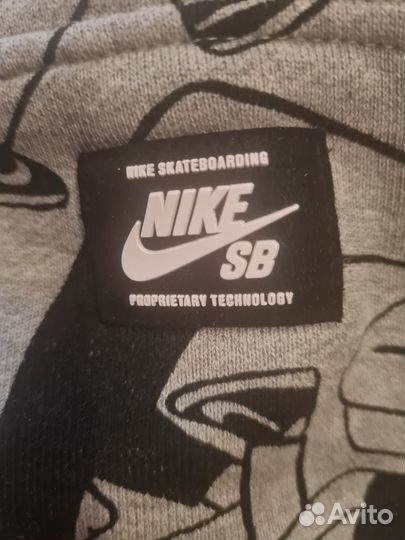 NIKE SKATEBOARDING
NIKE
SB
PROPRIETARY TECHNOLOGY
Avito